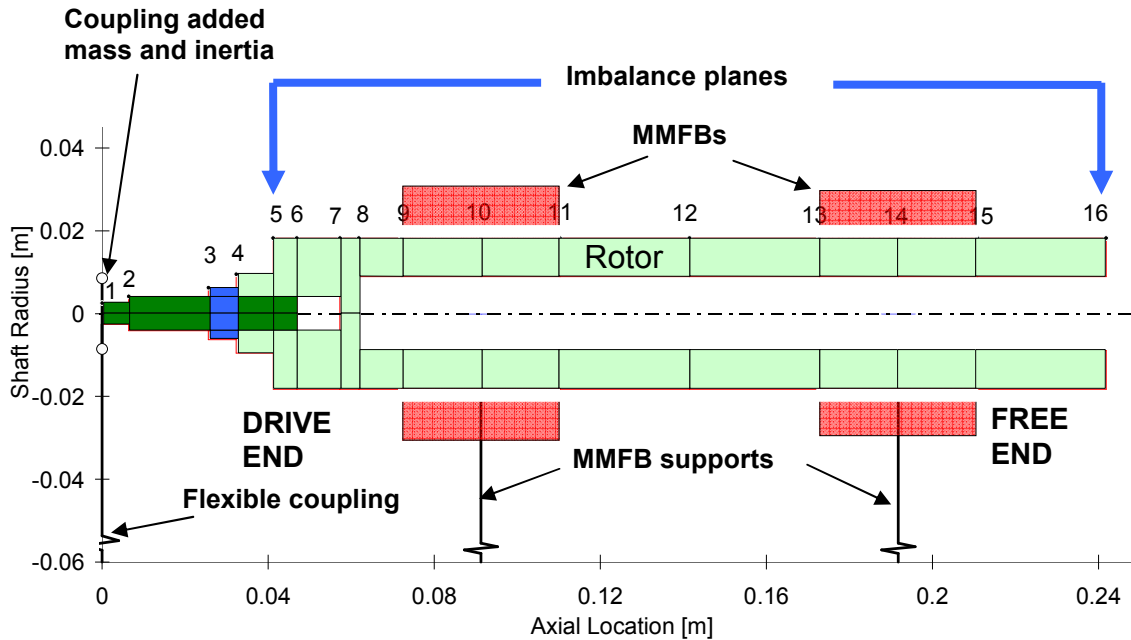 Coupling added
mass and inertia
Imbalance planes
MMFBs
0.04
0.02
0
-0.02
-0.04
-0.06
Shaft Radius [m]
1
2
3
4
5
6
7
8
9
10
11
12
13
14
15
16
Rotor
DRIVE
END
FREE
END
MMFB supports
Flexible coupling
0
0.04
0.08
0.12
0.16
0.2
0.24
Axial Location [m]